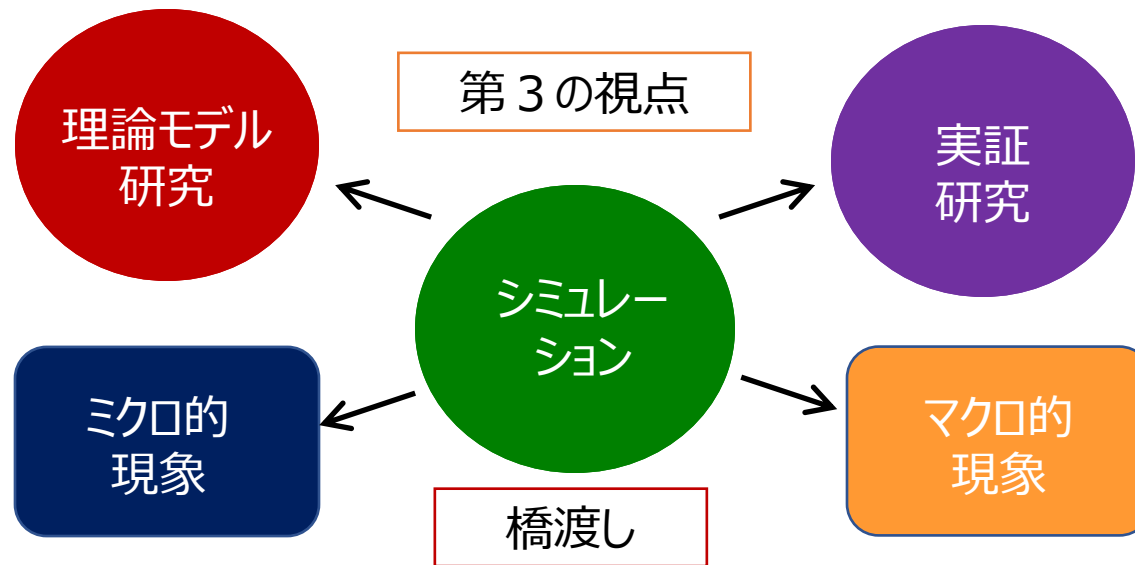 第３の視点
理論モデル
研究
実証
研究
シミュレー
ション
ミクロ的
現象
マクロ的
現象
橋渡し